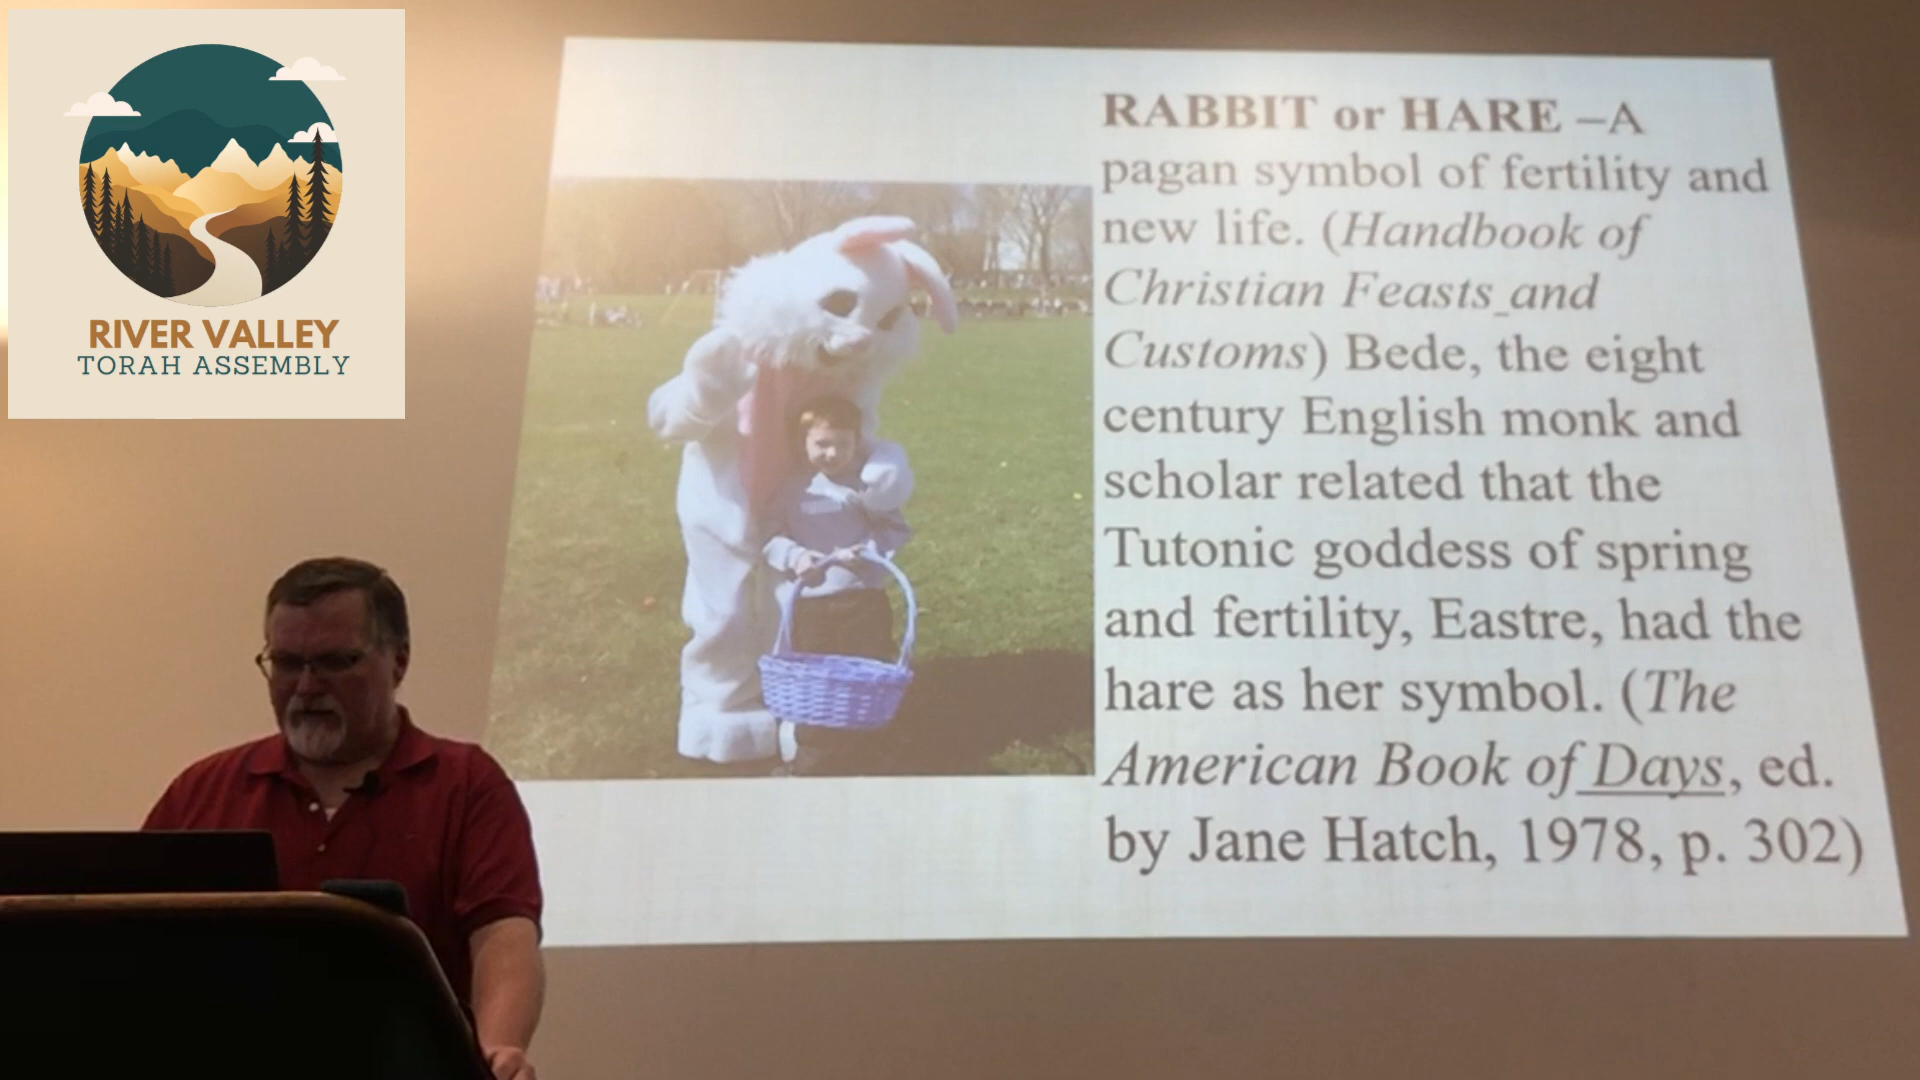 RIVER VALLEY
TORAH ASSEMBLY
RABBIT or HARE –A
pagan symbol of fertility and
new life. (Handbook of
Christian Feasts and
Customs) Bede, the eight
century English monk and
scholar related that the
Tutonic goddess of spring
and fertility, Eastre, had the
hare as her symbol. (The
American Book of Days, ed.
by Jane Hatch, 1978, p. 302)